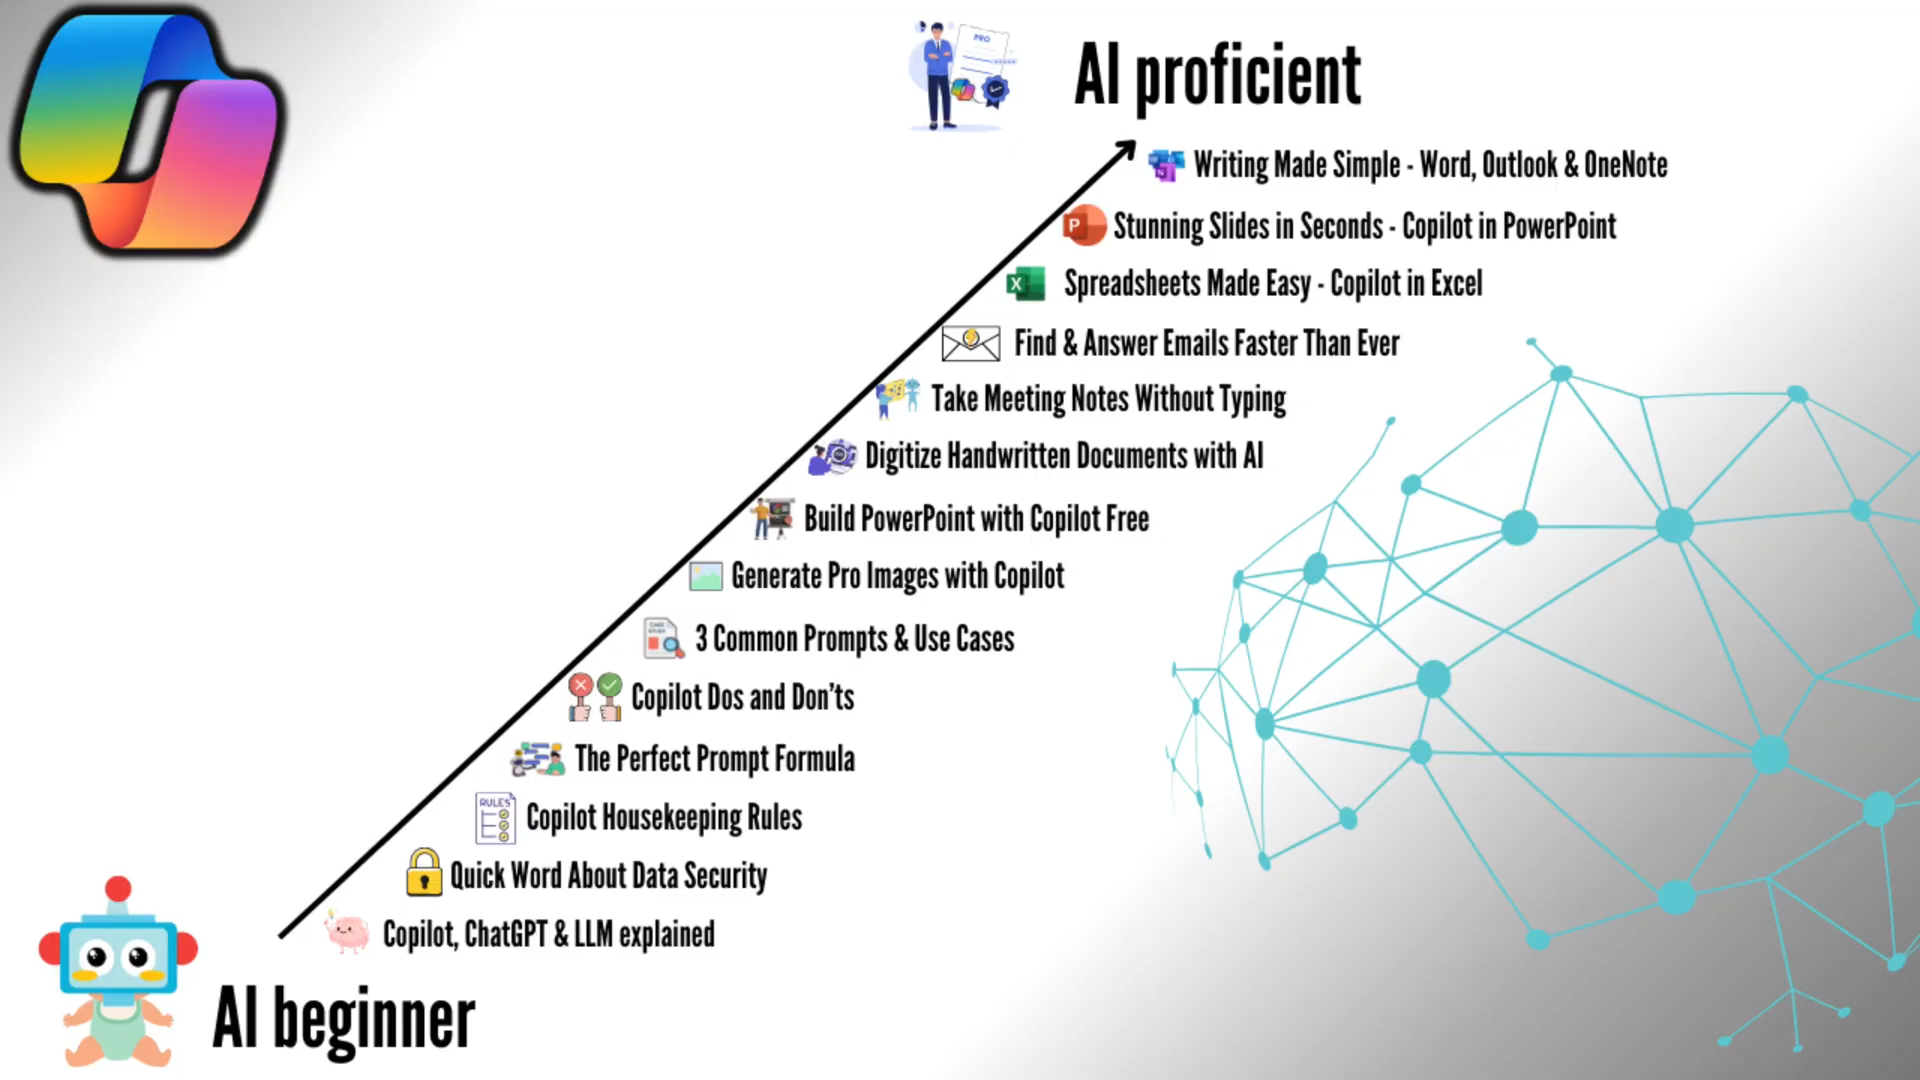 PRO
AI proficient
Writing Made Simple - Word, Outlook & OneNote
Stunning Slides in Seconds - Copilot in PowerPoint
Spreadsheets Made Easy - Copilot in Excel
Find & Answer Emails Faster Than Ever
Take Meeting Notes Without Typing
Digitize Handwritten Documents with AI
Build PowerPoint with Copilot Free
Generate Pro Images with Copilot
3 Common Prompts & Use Cases
Copilot Dos and Don'ts
The Perfect Prompt Formula
RULES
Copilot Housekeeping Rules
Quick Word About Data Security
Copilot, ChatGPT & LLM explained
AI beginner